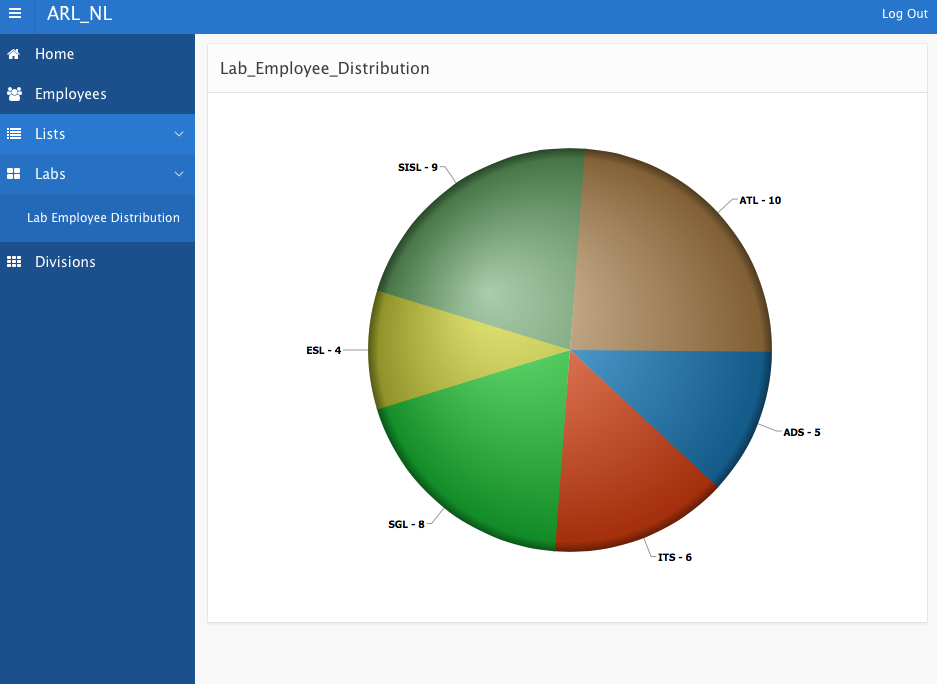 ARL_NL
Log Out
Home
Employees
Lists
Labs
Lab Employee Distribution
Divisions
Lab_Employee_Distribution
SISL - 9
ATL - 10
ESL - 4
ADS - 5
SGL - 8
ITS - 6